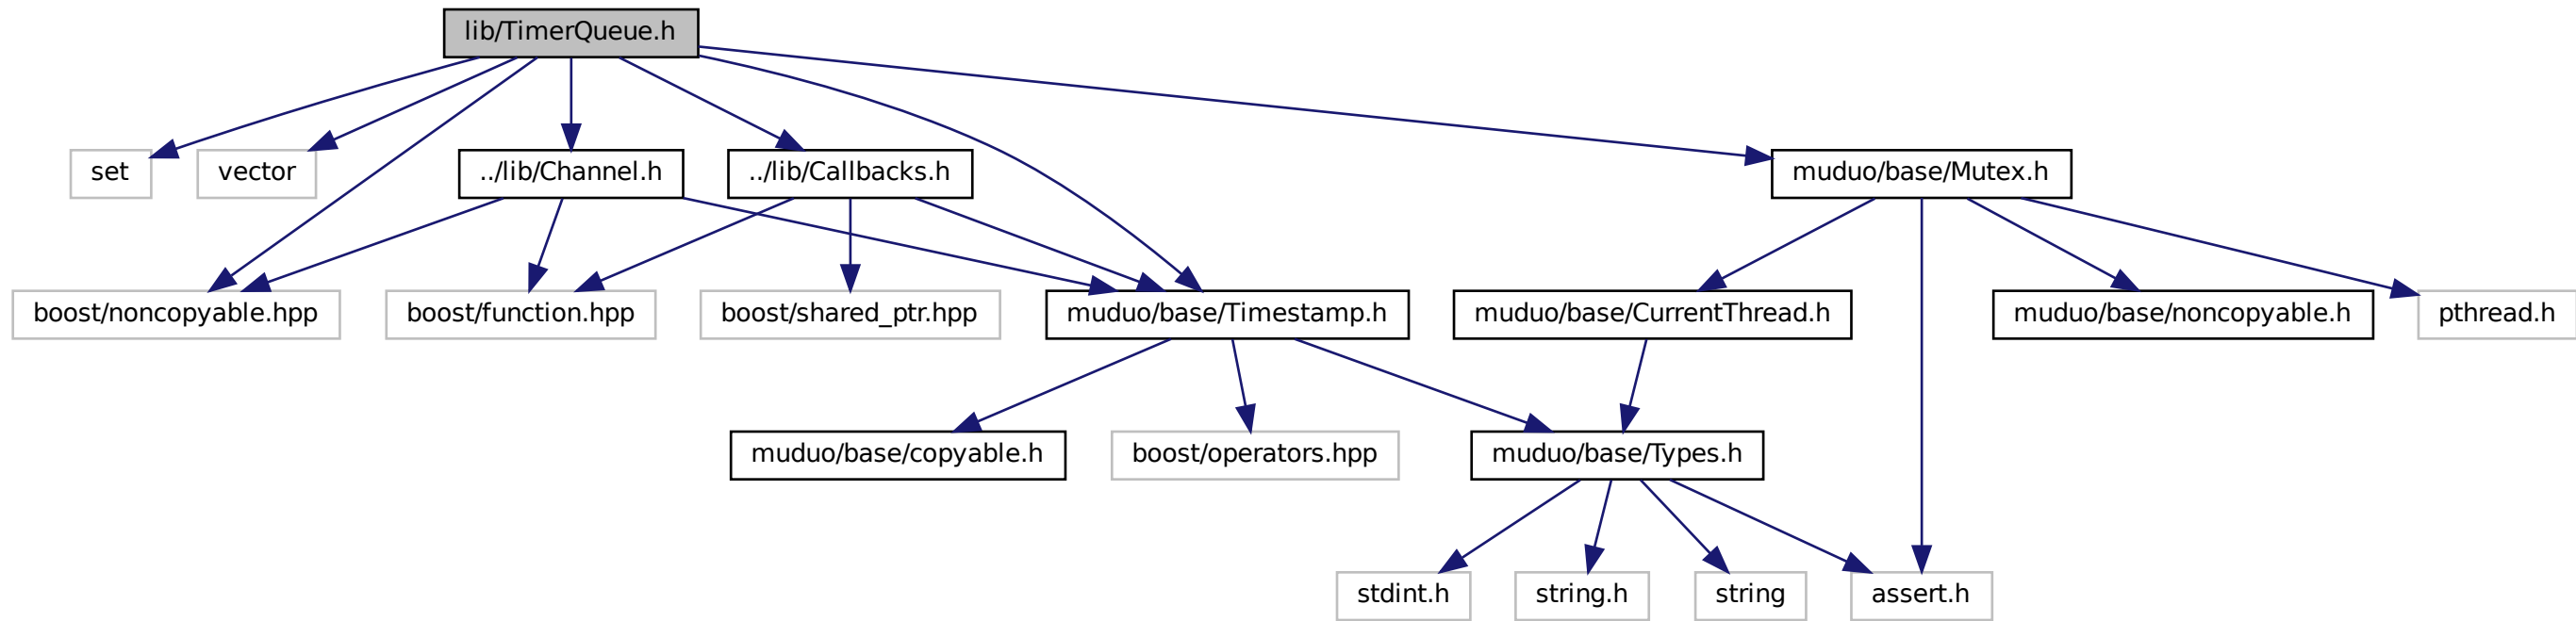 lib/TimerQueue.h
set
vector
../lib/Channel.h
../lib/Callbacks.h
muduo/base/Mutex.h
boost/noncopyable.hpp
boost/function.hpp
boost/shared_ptr.hpp
muduo/base/Timestamp.h
muduo/base/CurrentThread.h
muduo/base/noncopyable.h
pthread.h
muduo/base/copyable.h
boost/operators.hpp
muduo/base/Types.h
stdint.h
string.h
string
assert.h